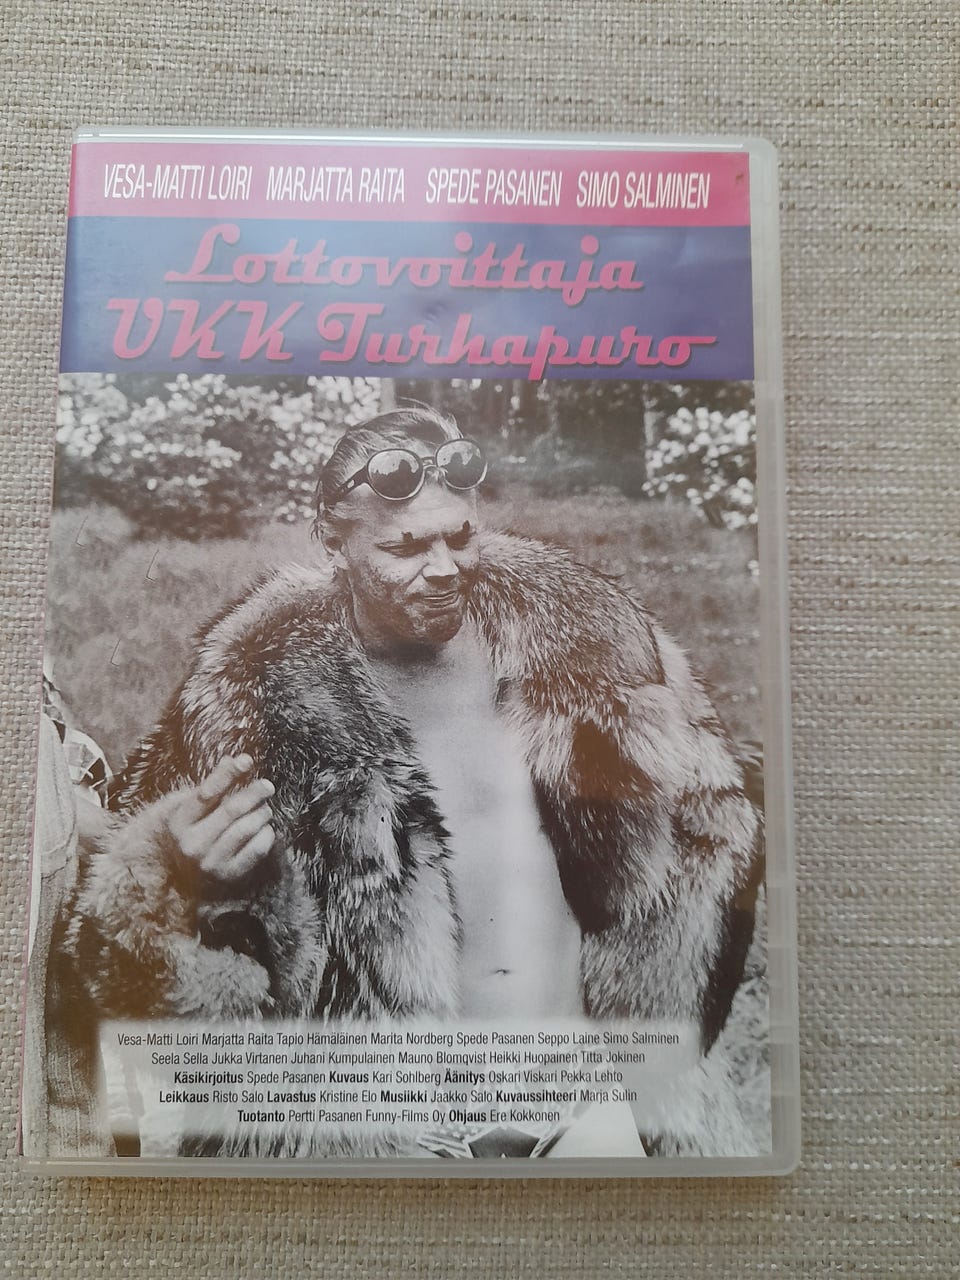 VESA-MATTI LOIRI MARJATTA RAITA SPEDE PASANEN SIMO SALMINEN
Lottovoittaja
UKK Turhapuro
Vesa-Matti Loiri Marjatta Raita Tapio Hämäläinen Marita Nordberg Spede Pasanen Seppo Laine Simo Salminen
Seela Sella Jukka Virtanen Juhani Kumpulainen Mauno Blomqvist Heikki Huopainen Titta Jokinen
Käsikirjoitus Spede Pasanen Kuvaus Kari Sohlberg Äänitys Oskari Viskari Pekka Lehto
Leikkaus Risto Salo Lavastus Kristine Elo Musiikki Jaakko Salo Kuvaussihteeri Marja Sulin
Tuotanto Pertti Pasanen Funny-Films Oy Ohjaus Ere Kokkonen